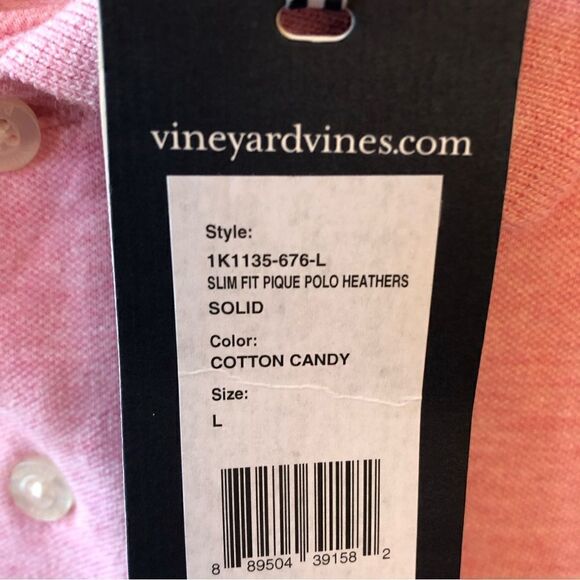 vineyardvines.com
Style:
1K1135-676-L
SLIM FIT PIQUE POLO HEATHERS
SOLID
Color:
COTTON CANDY
Size:
L
8 89504 39158 2